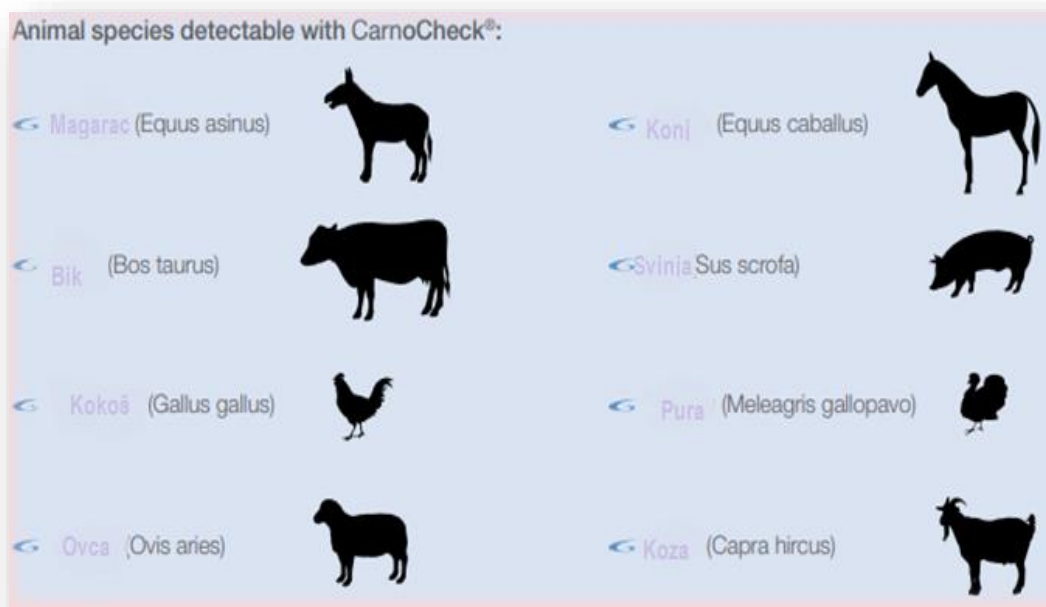 Animal species detectable with CarnoCheck®:
Magarac (Equus asinus)
Konj (Equus caballus)
Bik (Bos taurus)
Svinja Sus scrofa)
Kokoš (Gallus gallus)
Pura (Meleagris gallopavo)
Ovca (Ovis aries)
Koza (Capra hircus)